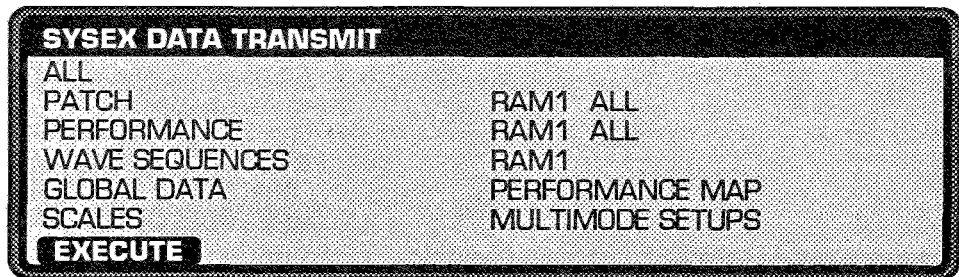 SYSEX DATA TRANSMIT
ALL
PATCH RAM1 ALL
PERFORMANCE RAM1 ALL
WAVE SEQUENCES RAM1
GLOBAL DATA PERFORMANCE MAP
SCALES MULTIMODE SETUPS
EXECUTE